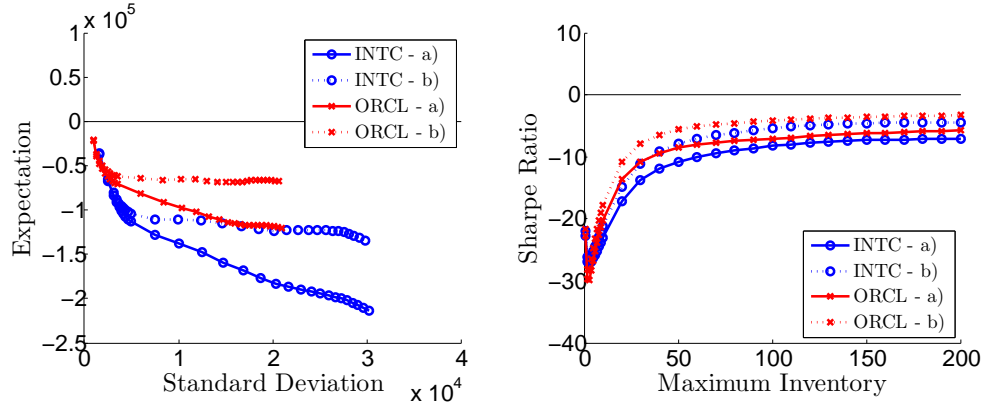 x 10^5
1
0.5
0
−0.5
−1
−1.5
−2
−2.5
Expectation
INTC - a)
INTC - b)
ORCL - a)
ORCL - b)
0 1 2 3 4
Standard Deviation
x 10^4
10
0
−10
−20
−30
−40
Sharpe Ratio
INTC - a)
INTC - b)
ORCL - a)
ORCL - b)
0 50 100 150 200
Maximum Inventory